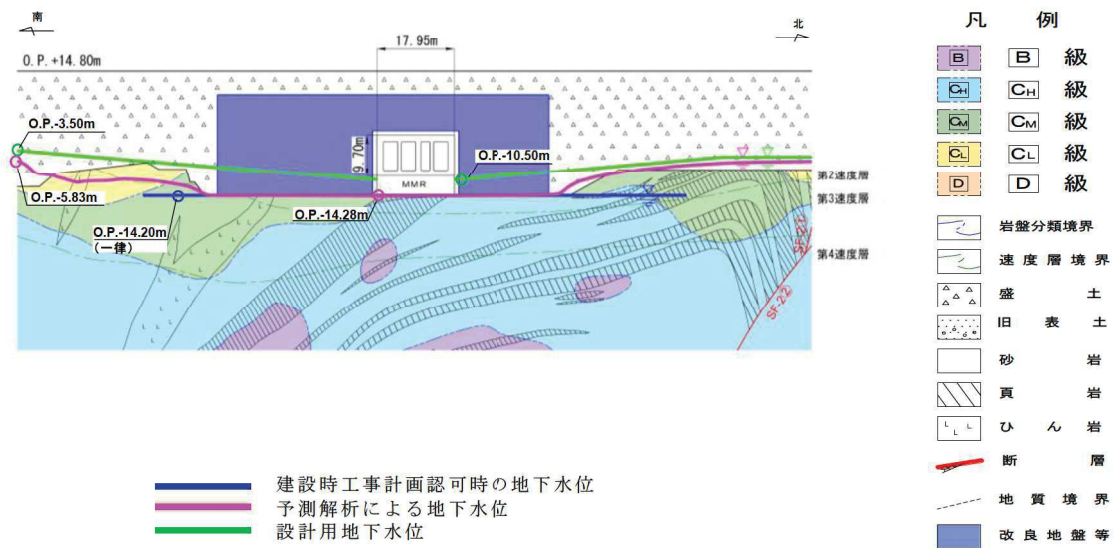 南
北
17.95m
O.P.+14.80m
O.P.-3.50m
9.70m
O.P.-10.50m
MMR
O.P.-5.83m
O.P.-14.28m
O.P.-14.20m
(一律)
第2速度層
第3速度層
第4速度層
SF-2①
SF-2②
建設時工事計画認可時の地下水位
予測解析による地下水位
設計用地下水位
凡 例
B B 級
CH CH 級
CM CM 級
CL CL 級
D D 級
岩盤分類境界
速度層境界
盛 土
旧 表 土
砂 岩
頁 岩
ひ ん 岩
断 層
地質境界
改良地盤等